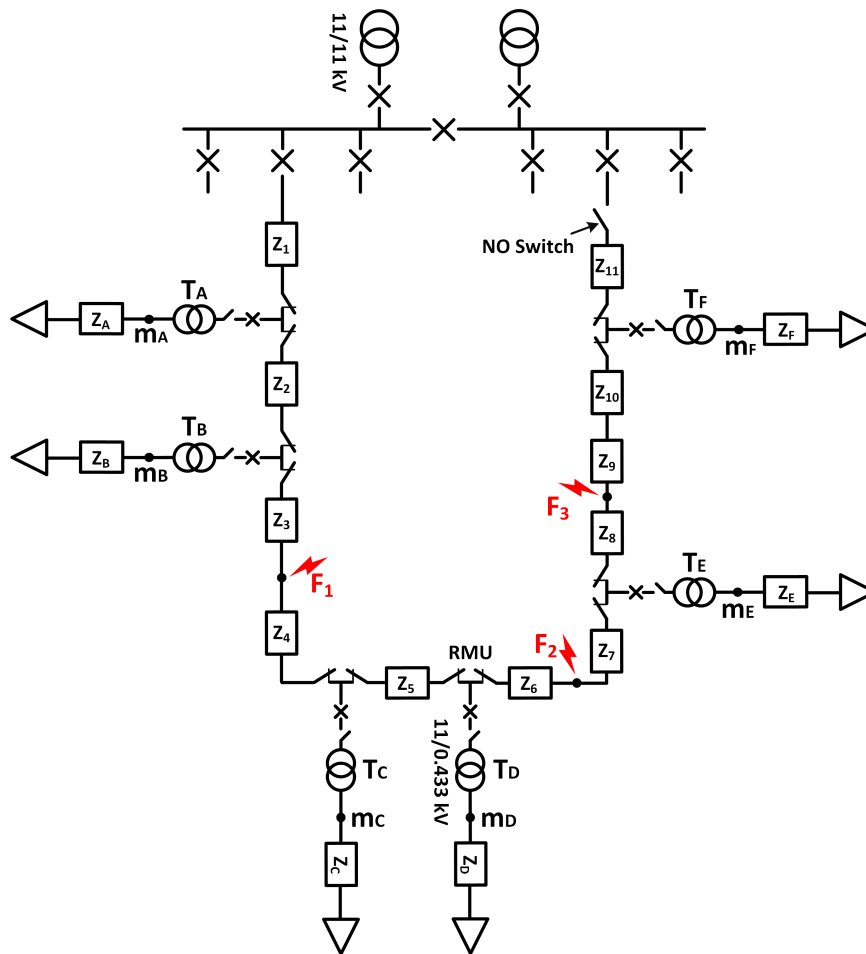 11/11 kV
Z1
NO Switch
Z11
TA
TF
ZA
mA
mF
ZF
Z2
Z10
TB
ZB
mB
Z9
F3
Z3
Z8
F1
TE
ZE
mE
Z4
F2
Z7
RMU
Z5
Z6
11/0.433 kV
TC
TD
mC
mD
ZC
ZD